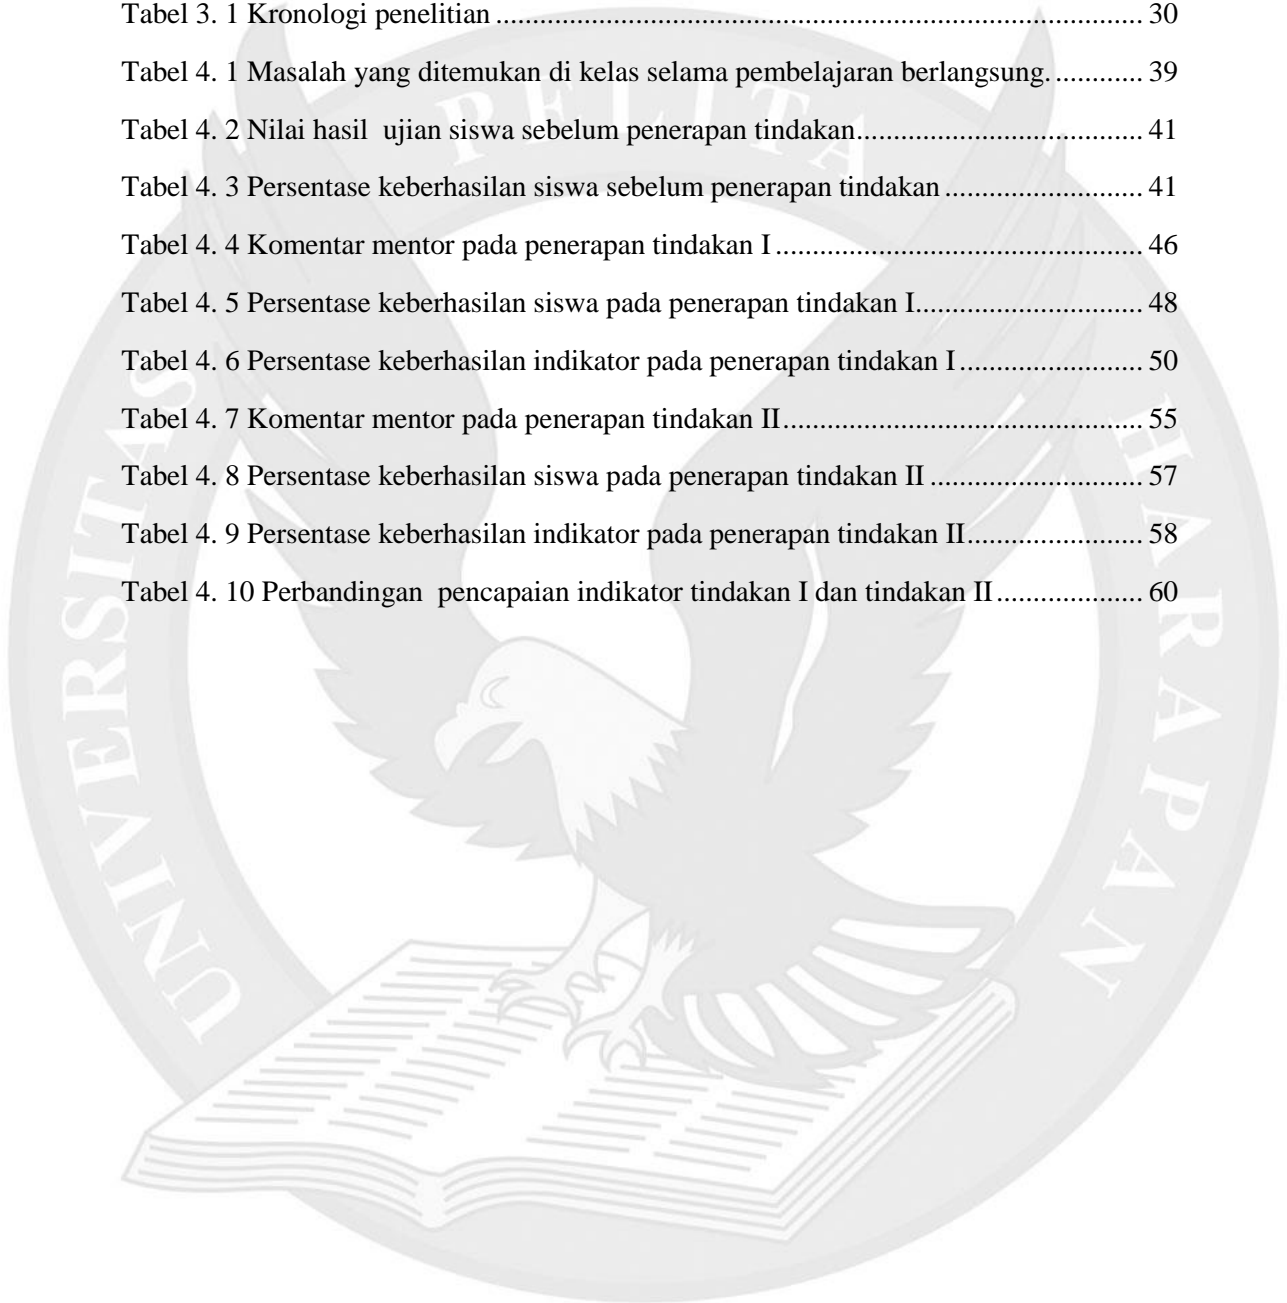 Tabel 3. 1 Kronologi penelitian ........................................................................................ 30
Tabel 4. 1 Masalah yang ditemukan di kelas selama pembelajaran berlangsung. ............ 39
Tabel 4. 2 Nilai hasil  ujian siswa sebelum penerapan tindakan....................................... 41
Tabel 4. 3 Persentase keberhasilan siswa sebelum penerapan tindakan ........................... 41
Tabel 4. 4 Komentar mentor pada penerapan tindakan I .................................................. 46
Tabel 4. 5 Persentase keberhasilan siswa pada penerapan tindakan I............................... 48
Tabel 4. 6 Persentase keberhasilan indikator pada penerapan tindakan I ......................... 50
Tabel 4. 7 Komentar mentor pada penerapan tindakan II................................................. 55
Tabel 4. 8 Persentase keberhasilan siswa pada penerapan tindakan II ............................. 57
Tabel 4. 9 Persentase keberhasilan indikator pada penerapan tindakan II........................ 58
Tabel 4. 10 Perbandingan  pencapaian indikator tindakan I dan tindakan II .................... 60
UNIVERSITAS PELITA HARAPAN